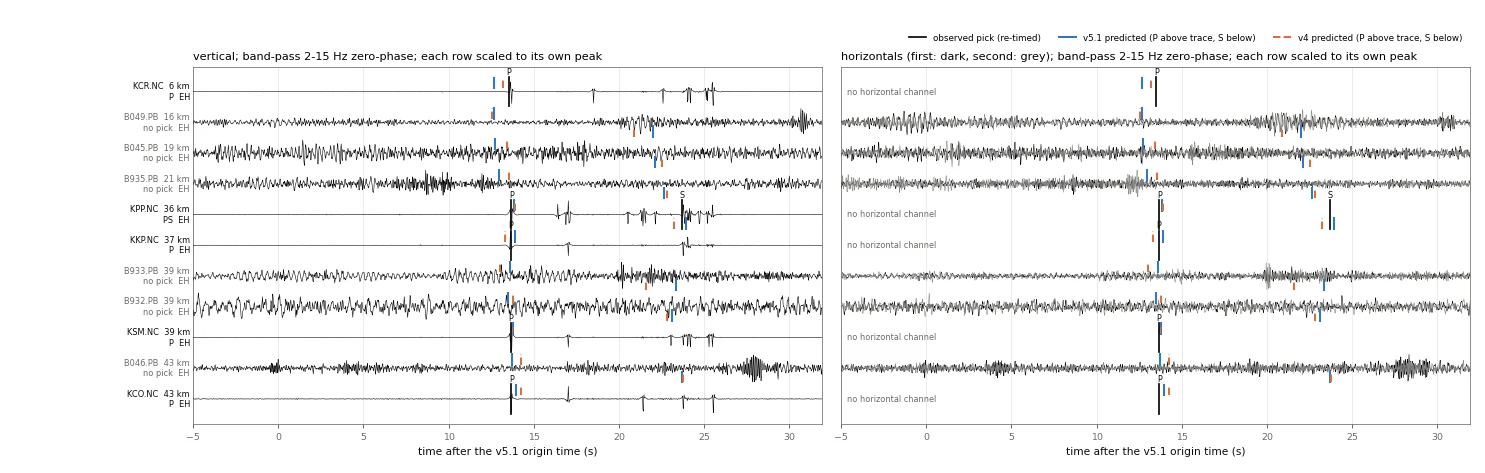 observed pick (re-timed) v5.1 predicted (P above trace, S below) v4 predicted (P above trace, S below)
vertical; band-pass 2-15 Hz zero-phase; each row scaled to its own peak
horizontals (first: dark, second: grey); band-pass 2-15 Hz zero-phase; each row scaled to its own peak
KCR.NC 6 km
P EH
B049.PB 16 km
no pick EH
B045.PB 19 km
no pick EH
B935.PB 21 km
no pick EH
KPP.NC 36 km
PS EH
KKP.NC 37 km
P EH
B933.PB 39 km
no pick EH
B932.PB 39 km
no pick EH
KSM.NC 39 km
P EH
B046.PB 43 km
no pick EH
KCO.NC 43 km
P EH
P
P
S
P
P
P
−5 0 5 10 15 20 25 30
time after the v5.1 origin time (s)
P
no horizontal channel
P
S
no horizontal channel
P
no horizontal channel
P
no horizontal channel
P
no horizontal channel
−5 0 5 10 15 20 25 30
time after the v5.1 origin time (s)